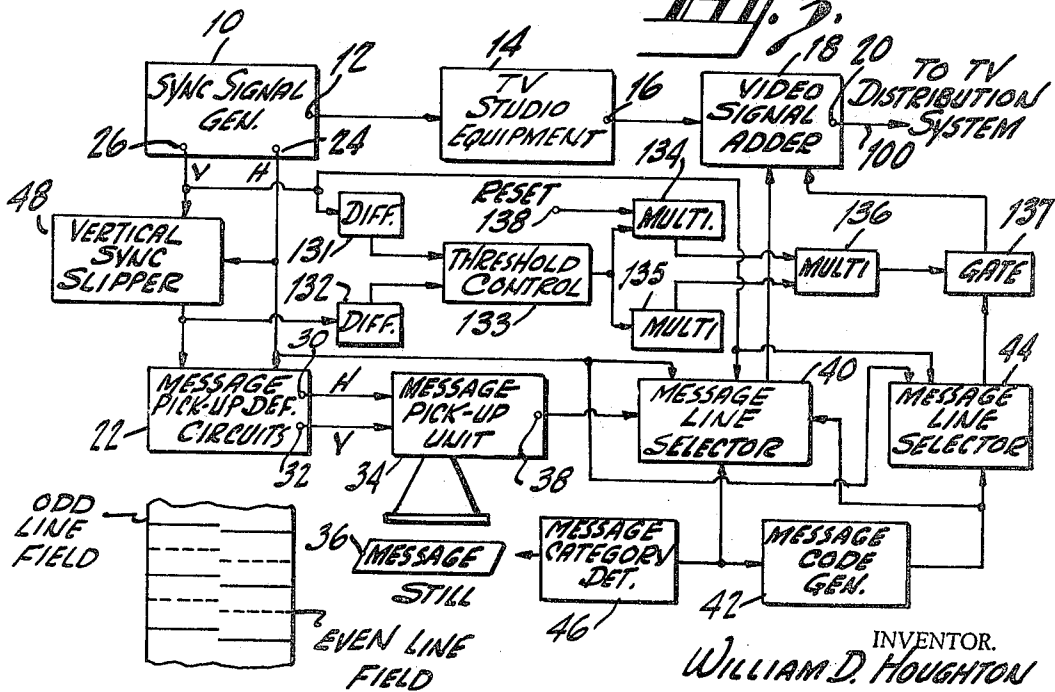 10
SYNC SIGNAL
GEN.
12
14
TV
STUDIO
EQUIPMENT
16
18
20
VIDEO
SIGNAL
ADDER
TO TV
DISTRIBUTION
SYSTEM
100
26
24
V
H
48
VERTICAL
SYNC
SLIPPER
DIFF.
131
132
DIFF.
RESET
138
134
MULTI.
THRESHOLD
CONTROL
133
135
MULTI
136
MULTI
137
GATE
30
MESSAGE
PICK-UP DEF.
CIRCUITS
22
32
H
V
MESSAGE
PICK-UP
UNIT
34
38
40
MESSAGE
LINE
SELECTOR
44
MESSAGE
LINE
SELECTOR
ODD
LINE
FIELD
36
MESSAGE
STILL
MESSAGE
CATEGORY
DET.
46
MESSAGE
CODE
GEN.
42
EVEN LINE
FIELD
INVENTOR.
WILLIAM D. HOUGHTON